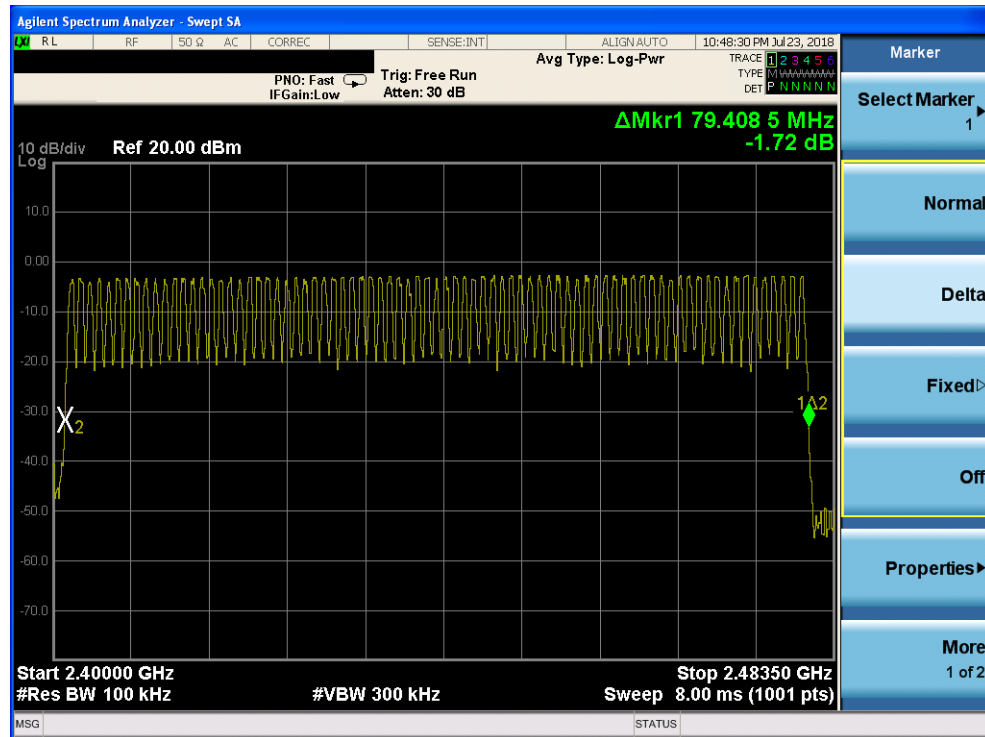 Agilent Spectrum Analyzer - Swept SA
LXI RL RF 50 Ω AC CORREC SENSE:INT ALIGN AUTO 10:48:30 PM Jul 23, 2018
Marker
Avg Type: Log-Pwr TRACE 1 2 3 4 5 6
PNO: Fast Trig: Free Run TYPE M WWWWW
IFGain:Low Atten: 30 dB DET P N N N N N
Select Marker
1
ΔMkr1 79.408 5 MHz
-1.72 dB
10 dB/div Ref 20.00 dBm
Log
10.0
0.00
-10.0
-20.0
-30.0
-40.0
-50.0
-60.0
-70.0
X2
1Δ2
Normal
Delta
Fixed
Off
Properties
More
1 of 2
Start 2.40000 GHz Stop 2.48350 GHz
#Res BW 100 kHz #VBW 300 kHz Sweep 8.00 ms (1001 pts)
MSG STATUS